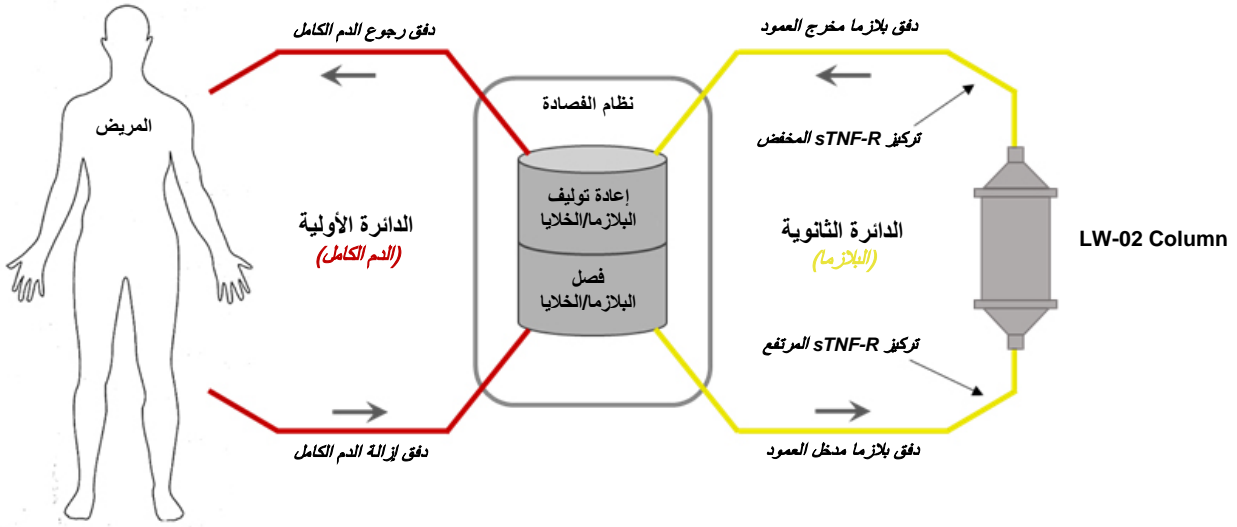 دفق رجوع الدم الكامل
دفق بلازما مخرج العمود
نظام الفصادة
المريض
تركيز sTNF-R المخفض
إعادة توليف
البلازما/الخلايا
الدائرة الأولية
(الدم الكامل)
الدائرة الثانوية
(البلازما)
LW-02 Column
فصل
البلازما/الخلايا
تركيز sTNF-R المرتفع
دفق إزالة الدم الكامل
دفق بلازما مدخل العمود